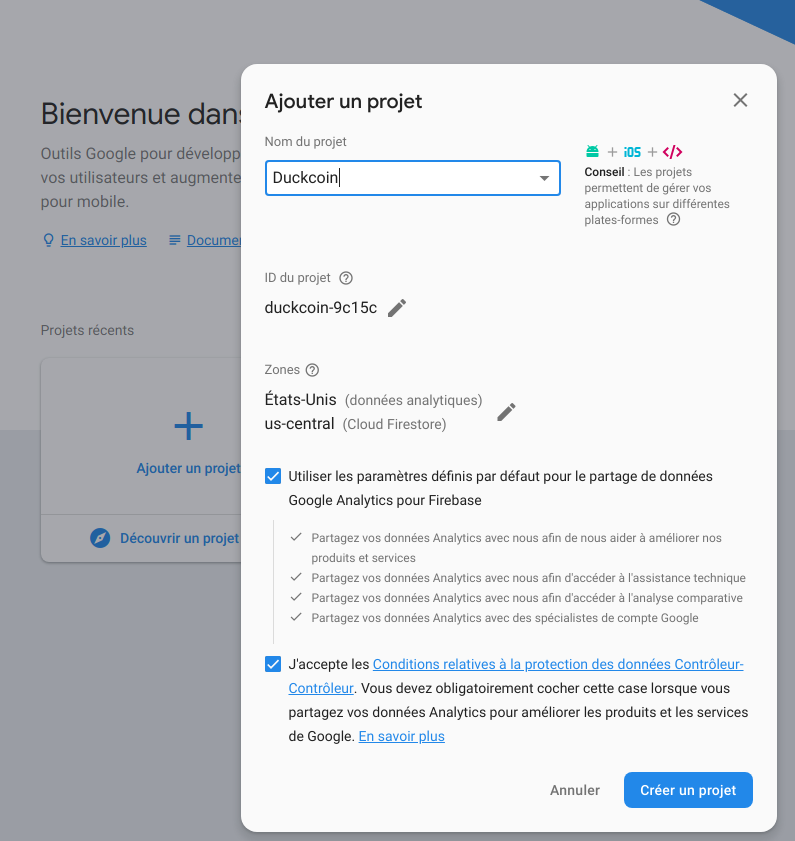 Bienvenue dans
Outils Google pour développ
vos utilisateurs et augmente
pour mobile.
En savoir plus
Documen
Projets récents
Ajouter un projet
Découvrir un projet
Ajouter un projet
Nom du projet
Duckcoin
+ iOS + </>
Conseil : Les projets
permettent de gérer vos
applications sur différentes
plates-formes
ID du projet
duckcoin-9c15c
Zones
États-Unis (données analytiques)
us-central (Cloud Firestore)
Utiliser les paramètres définis par défaut pour le partage de données
Google Analytics pour Firebase
Partagez vos données Analytics avec nous afin de nous aider à améliorer nos
produits et services
Partagez vos données Analytics avec nous afin d'accéder à l'assistance technique
Partagez vos données Analytics avec nous afin d'accéder à l'analyse comparative
Partagez vos données Analytics avec des spécialistes de compte Google
J'accepte les Conditions relatives à la protection des données Contrôleur-
Contrôleur. Vous devez obligatoirement cocher cette case lorsque vous
partagez vos données Analytics pour améliorer les produits et les services
de Google. En savoir plus
Annuler
Créer un projet